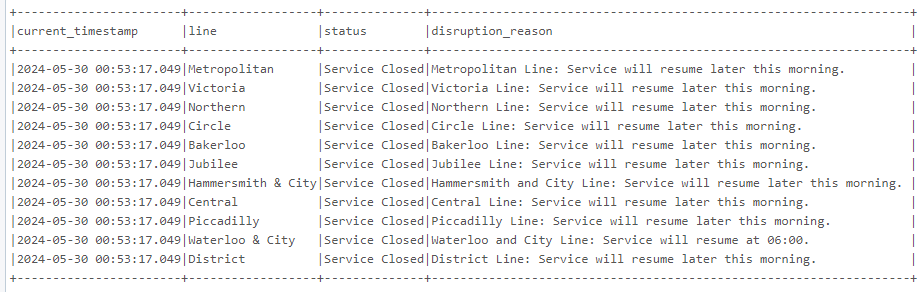 +-----------------------+------------------+--------------+------------------------------------------------------------------+
|current_timestamp      |line              |status        |disruption_reason                                                 |
+-----------------------+------------------+--------------+------------------------------------------------------------------+
|2024-05-30 00:53:17.049|Metropolitan      |Service Closed|Metropolitan Line: Service will resume later this morning.        |
|2024-05-30 00:53:17.049|Victoria          |Service Closed|Victoria Line: Service will resume later this morning.            |
|2024-05-30 00:53:17.049|Northern          |Service Closed|Northern Line: Service will resume later this morning.            |
|2024-05-30 00:53:17.049|Circle            |Service Closed|Circle Line: Service will resume later this morning.              |
|2024-05-30 00:53:17.049|Bakerloo          |Service Closed|Bakerloo Line: Service will resume later this morning.            |
|2024-05-30 00:53:17.049|Jubilee           |Service Closed|Jubilee Line: Service will resume later this morning.             |
|2024-05-30 00:53:17.049|Hammersmith & City|Service Closed|Hammersmith and City Line: Service will resume later this morning. |
|2024-05-30 00:53:17.049|Central           |Service Closed|Central Line: Service will resume later this morning.             |
|2024-05-30 00:53:17.049|Piccadilly        |Service Closed|Piccadilly Line: Service will resume later this morning.          |
|2024-05-30 00:53:17.049|Waterloo & City   |Service Closed|Waterloo and City Line: Service will resume at 06:00.             |
|2024-05-30 00:53:17.049|District          |Service Closed|District Line: Service will resume later this morning.            |
+-----------------------+------------------+--------------+------------------------------------------------------------------+